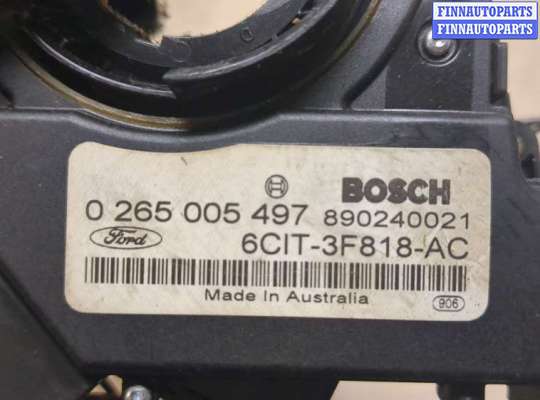 FINNAUTOPARTS
FINNAUTOPARTS
BOSCH
0 265 005 497 890240021
Ford 6CIT-3F818-AC
Made In Australia 906